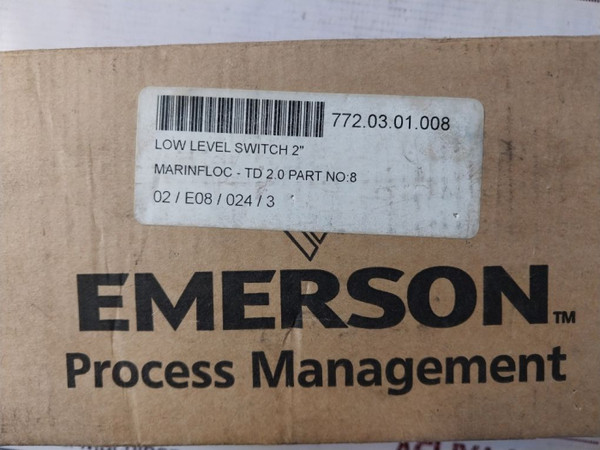 772.03.01.008
LOW LEVEL SWITCH 2"
MARINFLOC - TD 2.0 PART NO:8
02 / E08 / 024 / 3
EMERSON™
Process Management